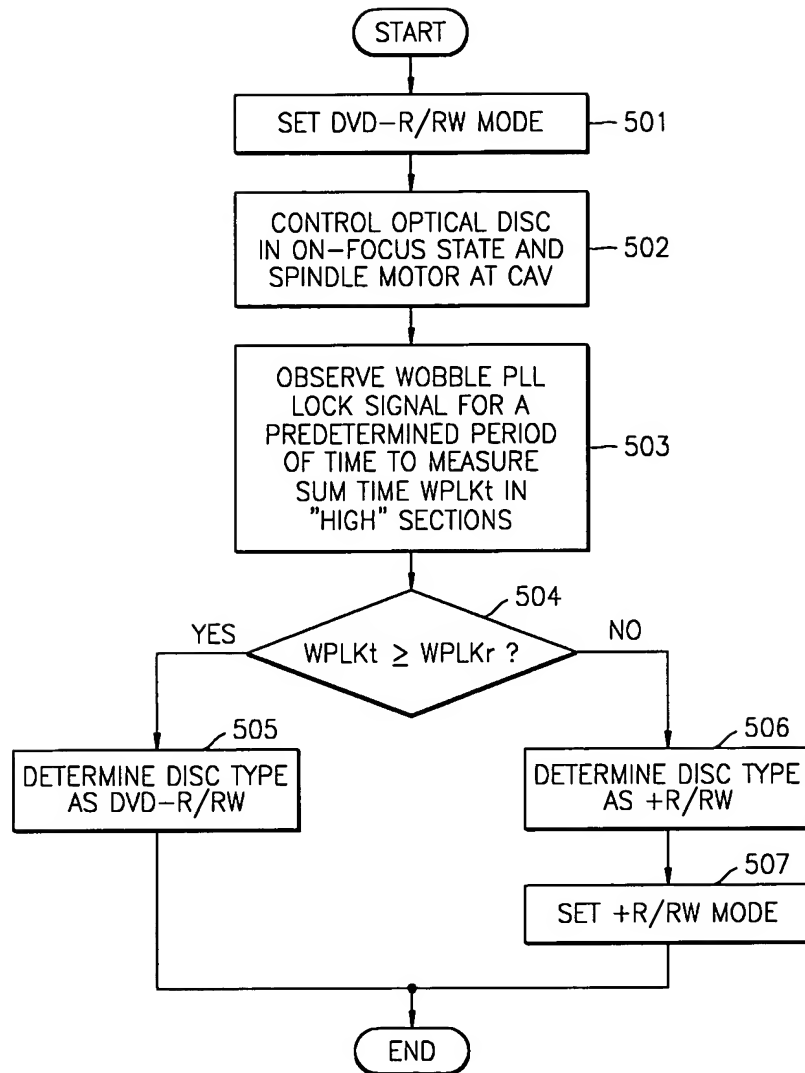 START
SET DVD-R/RW MODE
501
CONTROL OPTICAL DISC
IN ON-FOCUS STATE AND
SPINDLE MOTOR AT CAV
502
OBSERVE WOBBLE PLL
LOCK SIGNAL FOR A
PREDETERMINED PERIOD
OF TIME TO MEASURE
SUM TIME WPLKt IN
"HIGH" SECTIONS
503
504
YES
WPLKt ≥ WPLKr ?
NO
505
DETERMINE DISC TYPE
AS DVD-R/RW
506
DETERMINE DISC TYPE
AS +R/RW
507
SET +R/RW MODE
END